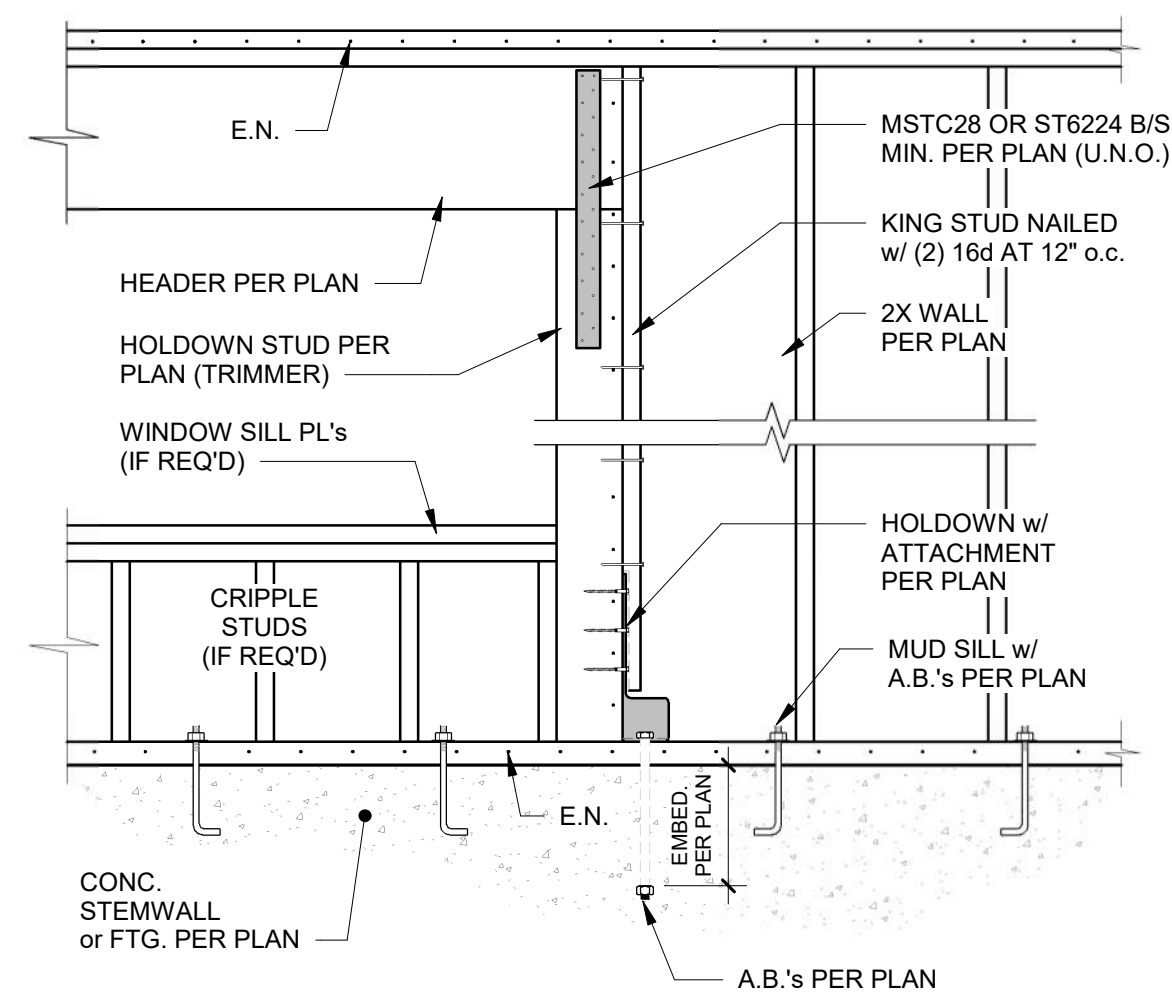 E.N.
MSTC28 OR ST6224 B/S
MIN. PER PLAN (U.N.O.)
KING STUD NAILED
w/ (2) 16d AT 12" o.c.
HEADER PER PLAN
2X WALL
PER PLAN
HOLDOWN STUD PER
PLAN (TRIMMER)
WINDOW SILL PL's
(IF REQ'D)
HOLDOWN w/
ATTACHMENT
PER PLAN
CRIPPLE
STUDS
(IF REQ'D)
MUD SILL w/
A.B.'s PER PLAN
E.N.
EMBED.
PER PLAN
CONC.
STEMWALL
or FTG. PER PLAN
A.B.'s PER PLAN